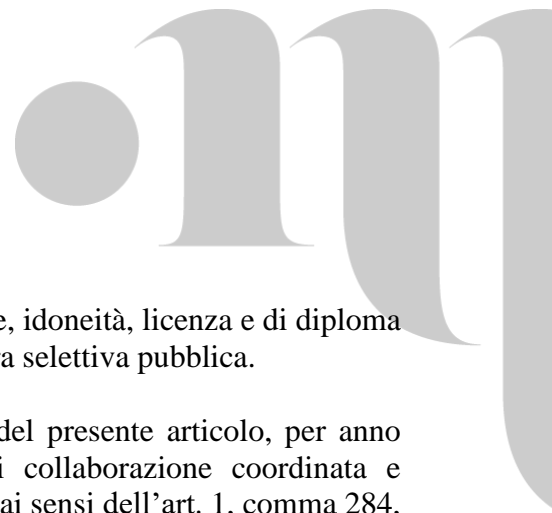 e, idoneità, licenza e di diploma
a selettiva pubblica.
del presente articolo, per anno
i collaborazione coordinata e
ai sensi dell'art. 1, comma 284,